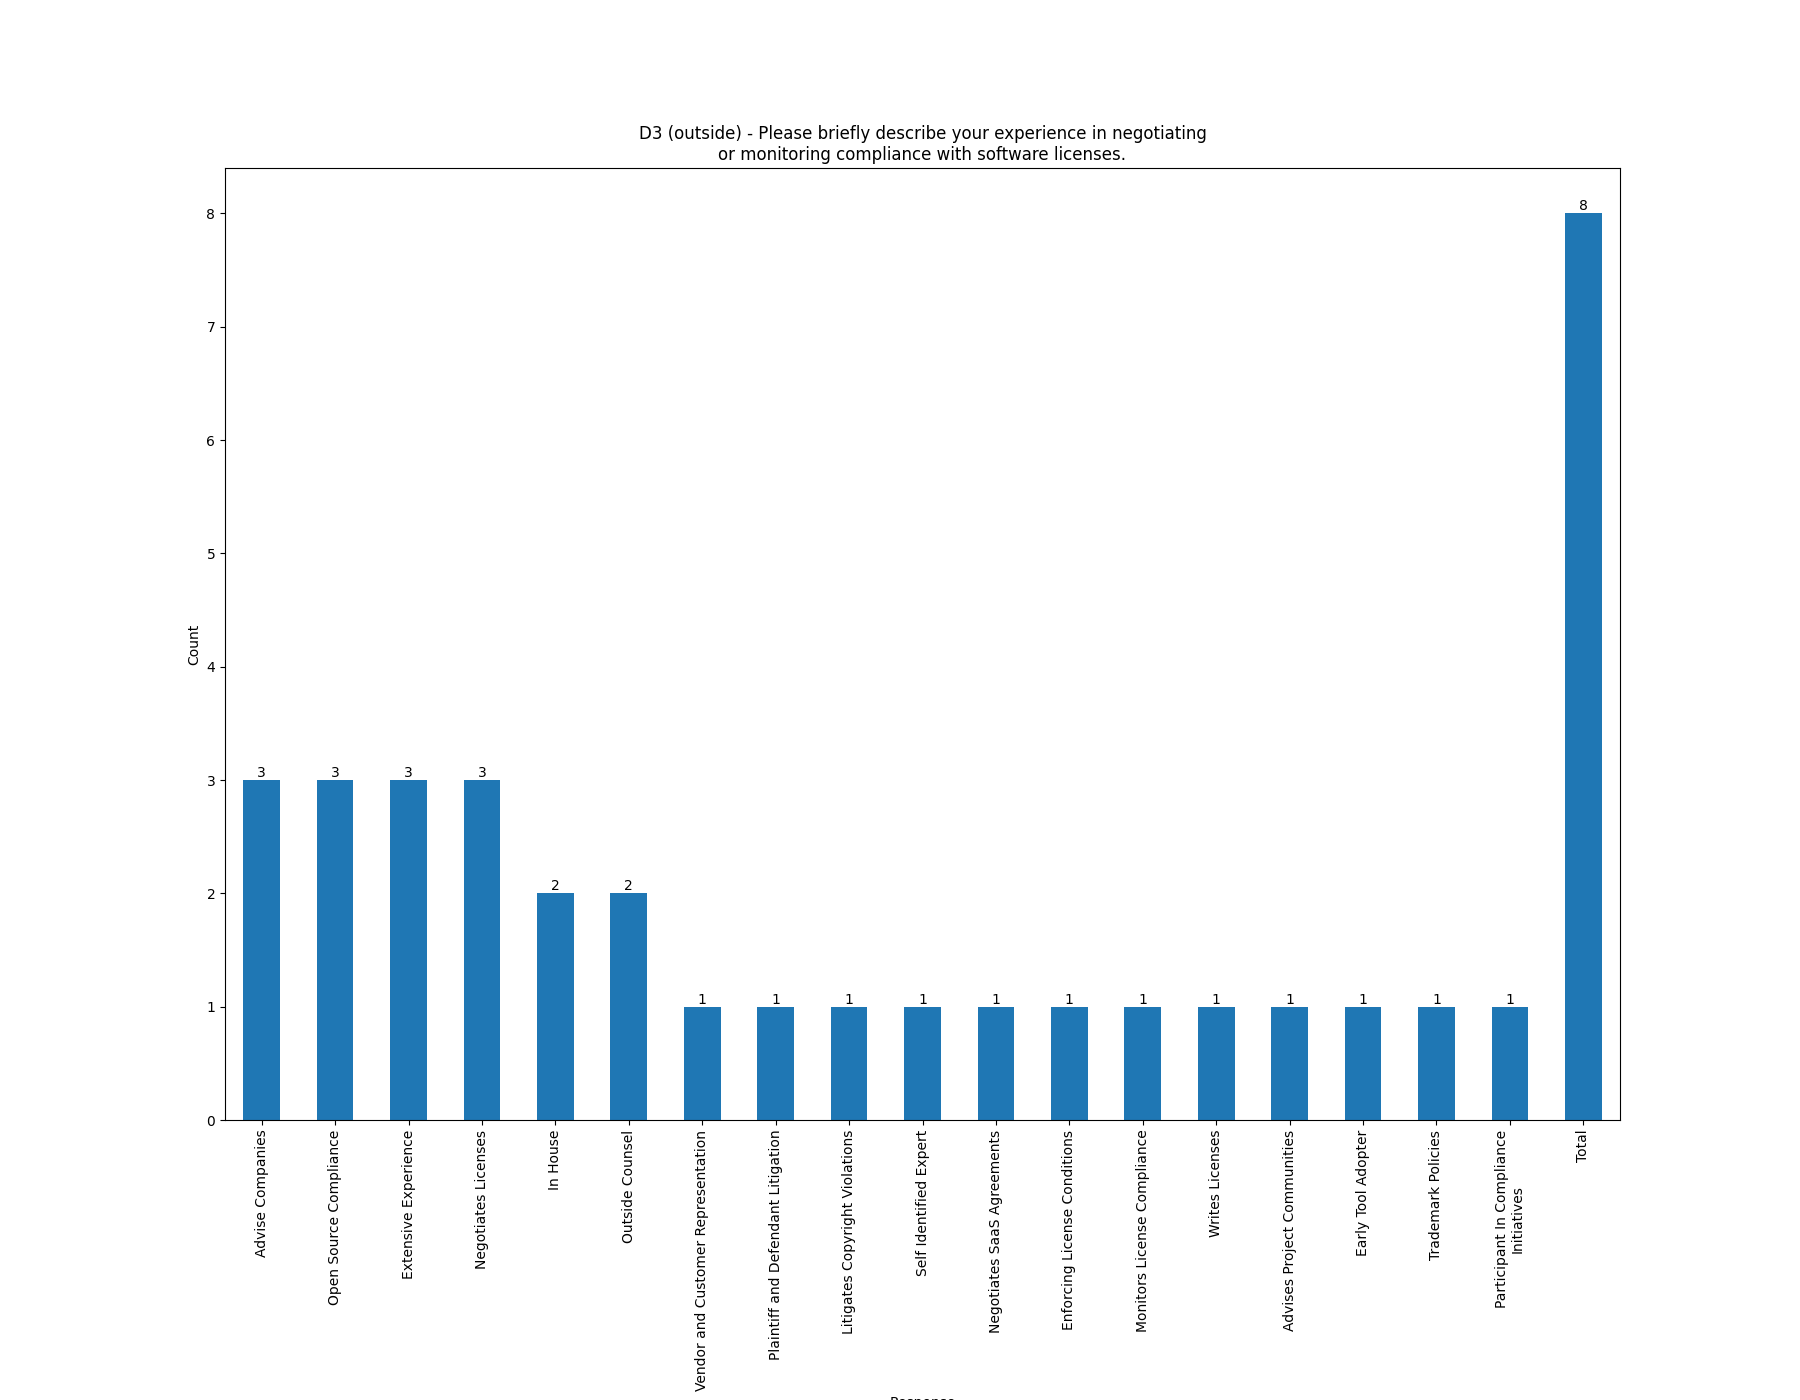 D3 (outside) - Please briefly describe your experience in negotiating
or monitoring compliance with software licenses.
Count
8
7
6
5
4
3
2
1
0
3
3
3
3
2
2
1
1
1
1
1
1
1
1
1
1
1
1
8
Advise Companies
Open Source Compliance
Extensive Experience
Negotiates Licenses
In House
Outside Counsel
Vendor and Customer Representation
Plaintiff and Defendant Litigation
Litigates Copyright Violations
Self Identified Expert
Negotiates SaaS Agreements
Enforcing License Conditions
Monitors License Compliance
Writes Licenses
Advises Project Communities
Early Tool Adopter
Trademark Policies
Participant In Compliance
Initiatives
Total